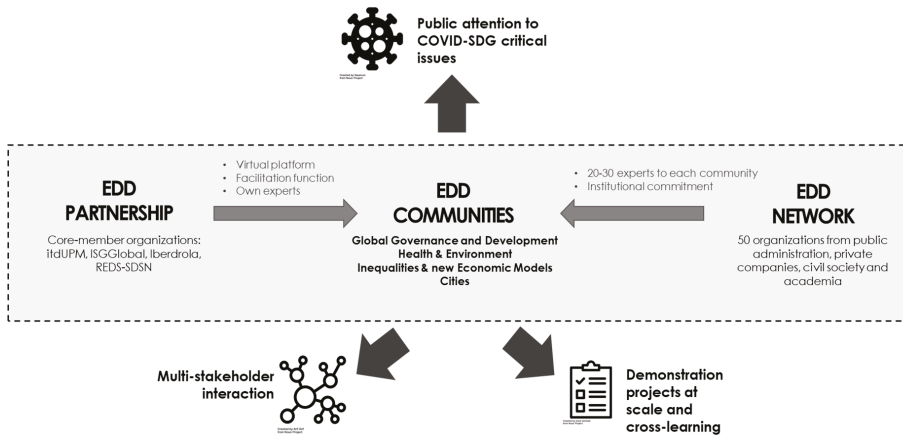 Public attention to
COVID-SDG critical
issues
EDD
PARTNERSHIP
Core-member organizations:
itdUPM, ISGGlobal, Iberdrola,
REDS-SDSN
• Virtual platform
• Facilitation function
• Own experts
EDD
COMMUNITIES
Global Governance and Development
Health & Environment
Inequalities & new Economic Models
Cities
• 20-30 experts to each community
• Institutional commitment
EDD
NETWORK
50 organizations from public
administration, private
companies, civil society and
academia
Multi-stakeholder
interaction
Demonstration
projects at
scale and
cross-learning